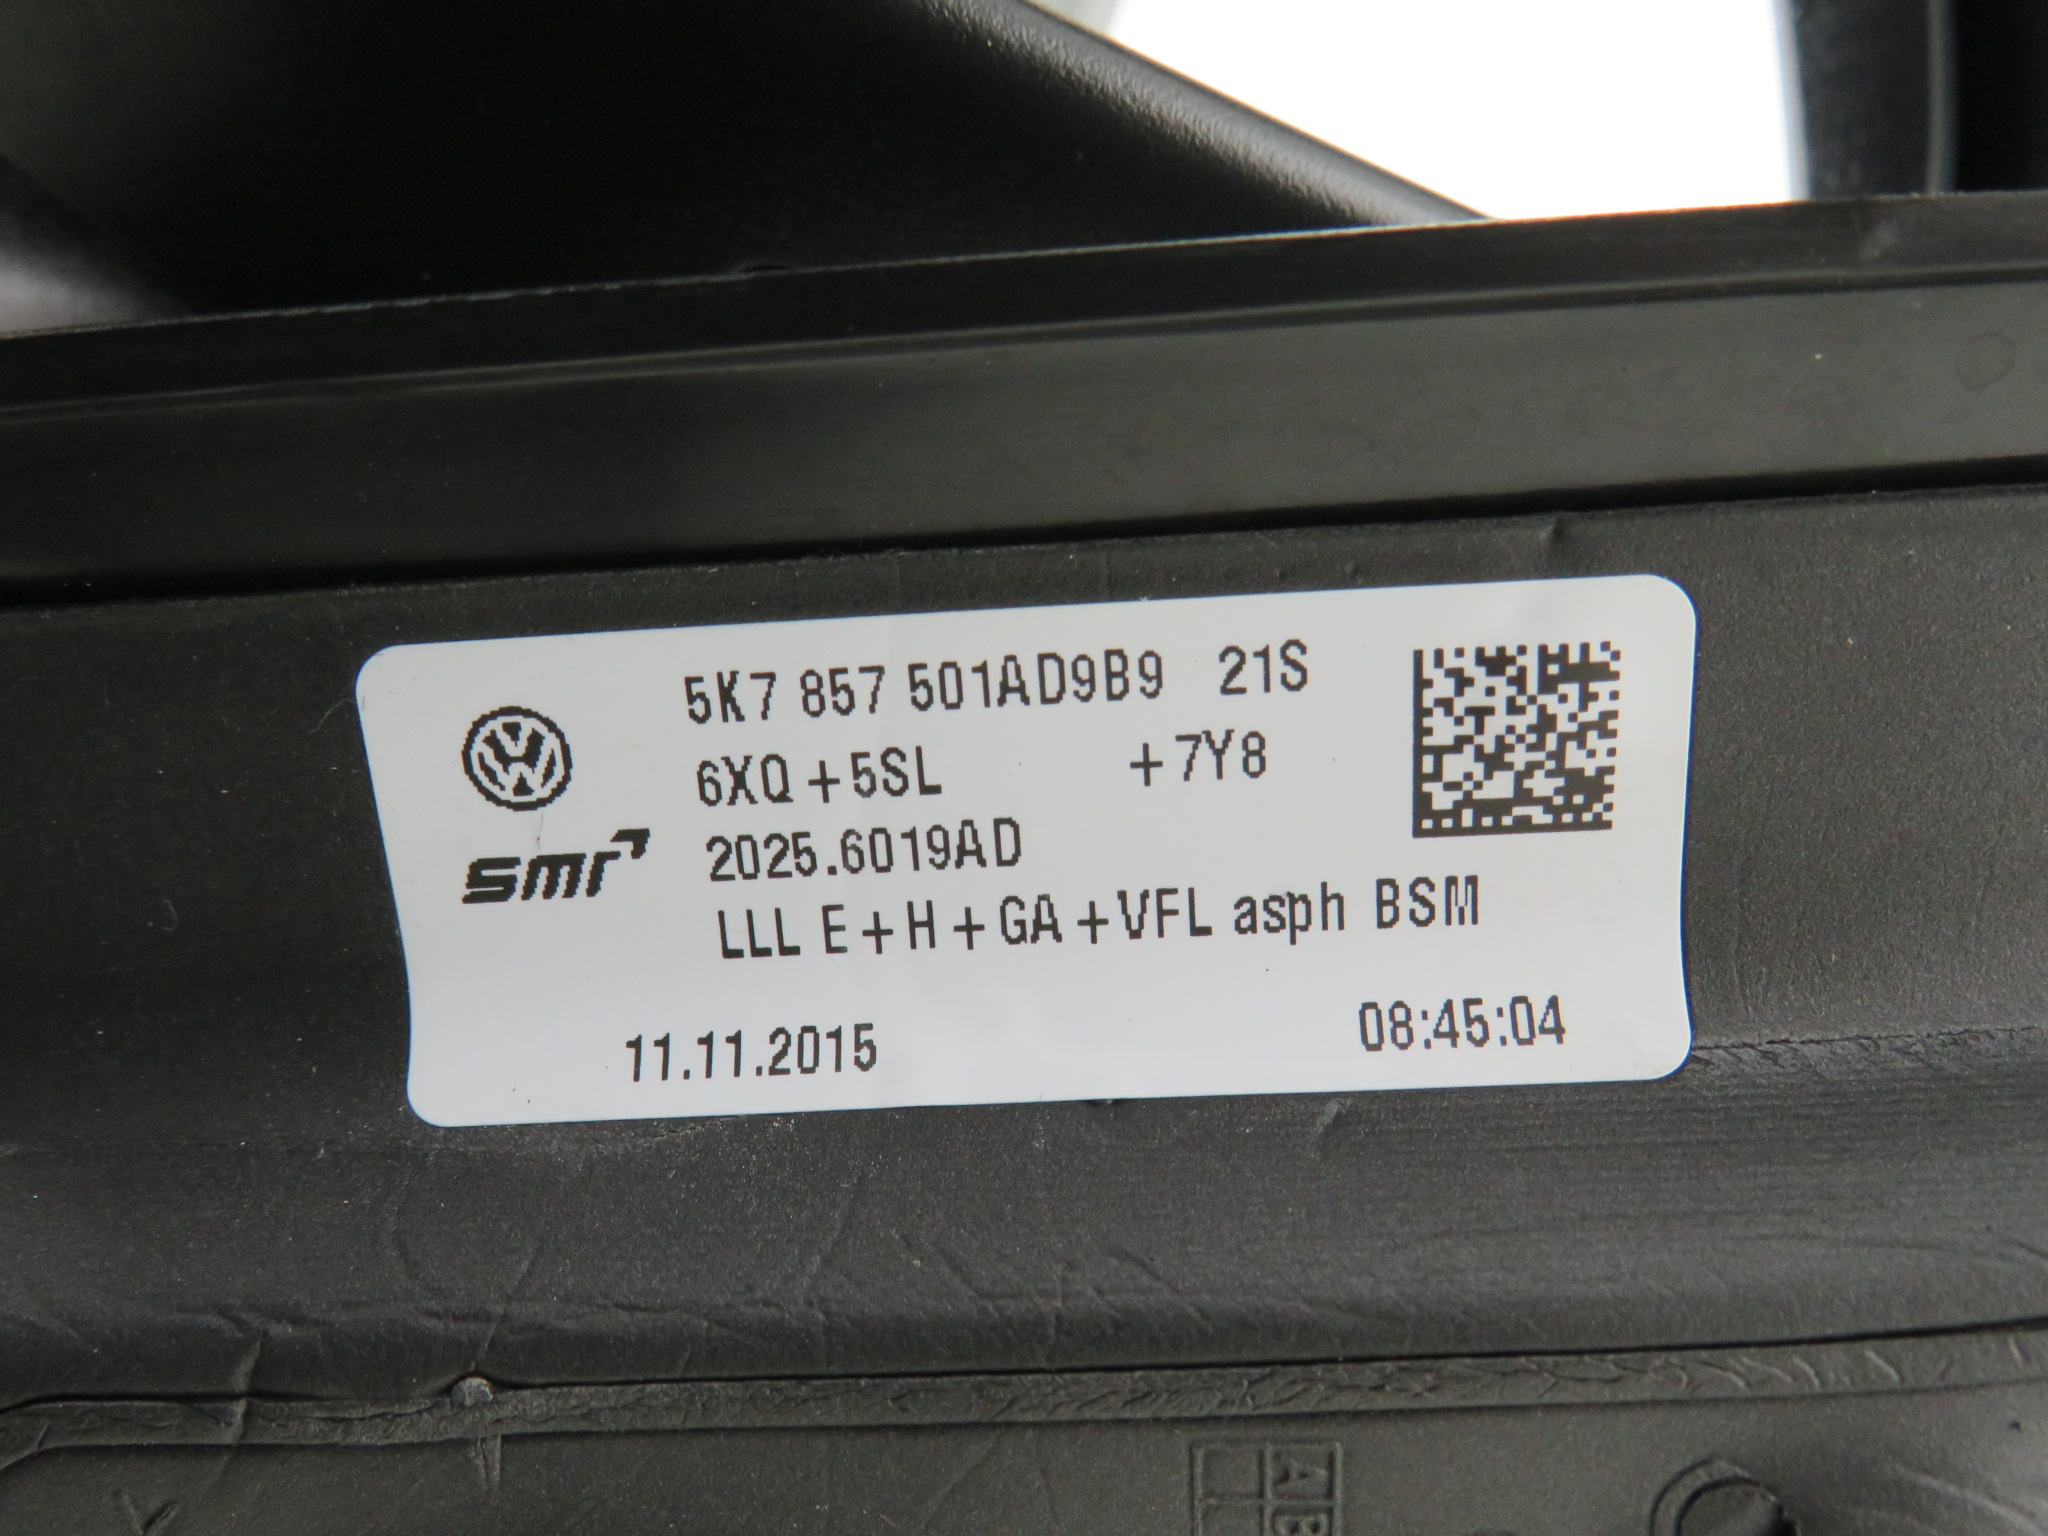 5K7 857 501AD9B9 21S
6XQ +5SL +7Y8
smr
2025.6019AD
LLL E+H+GA+VFL asph BSM
11.11.2015 08:45:04
AB